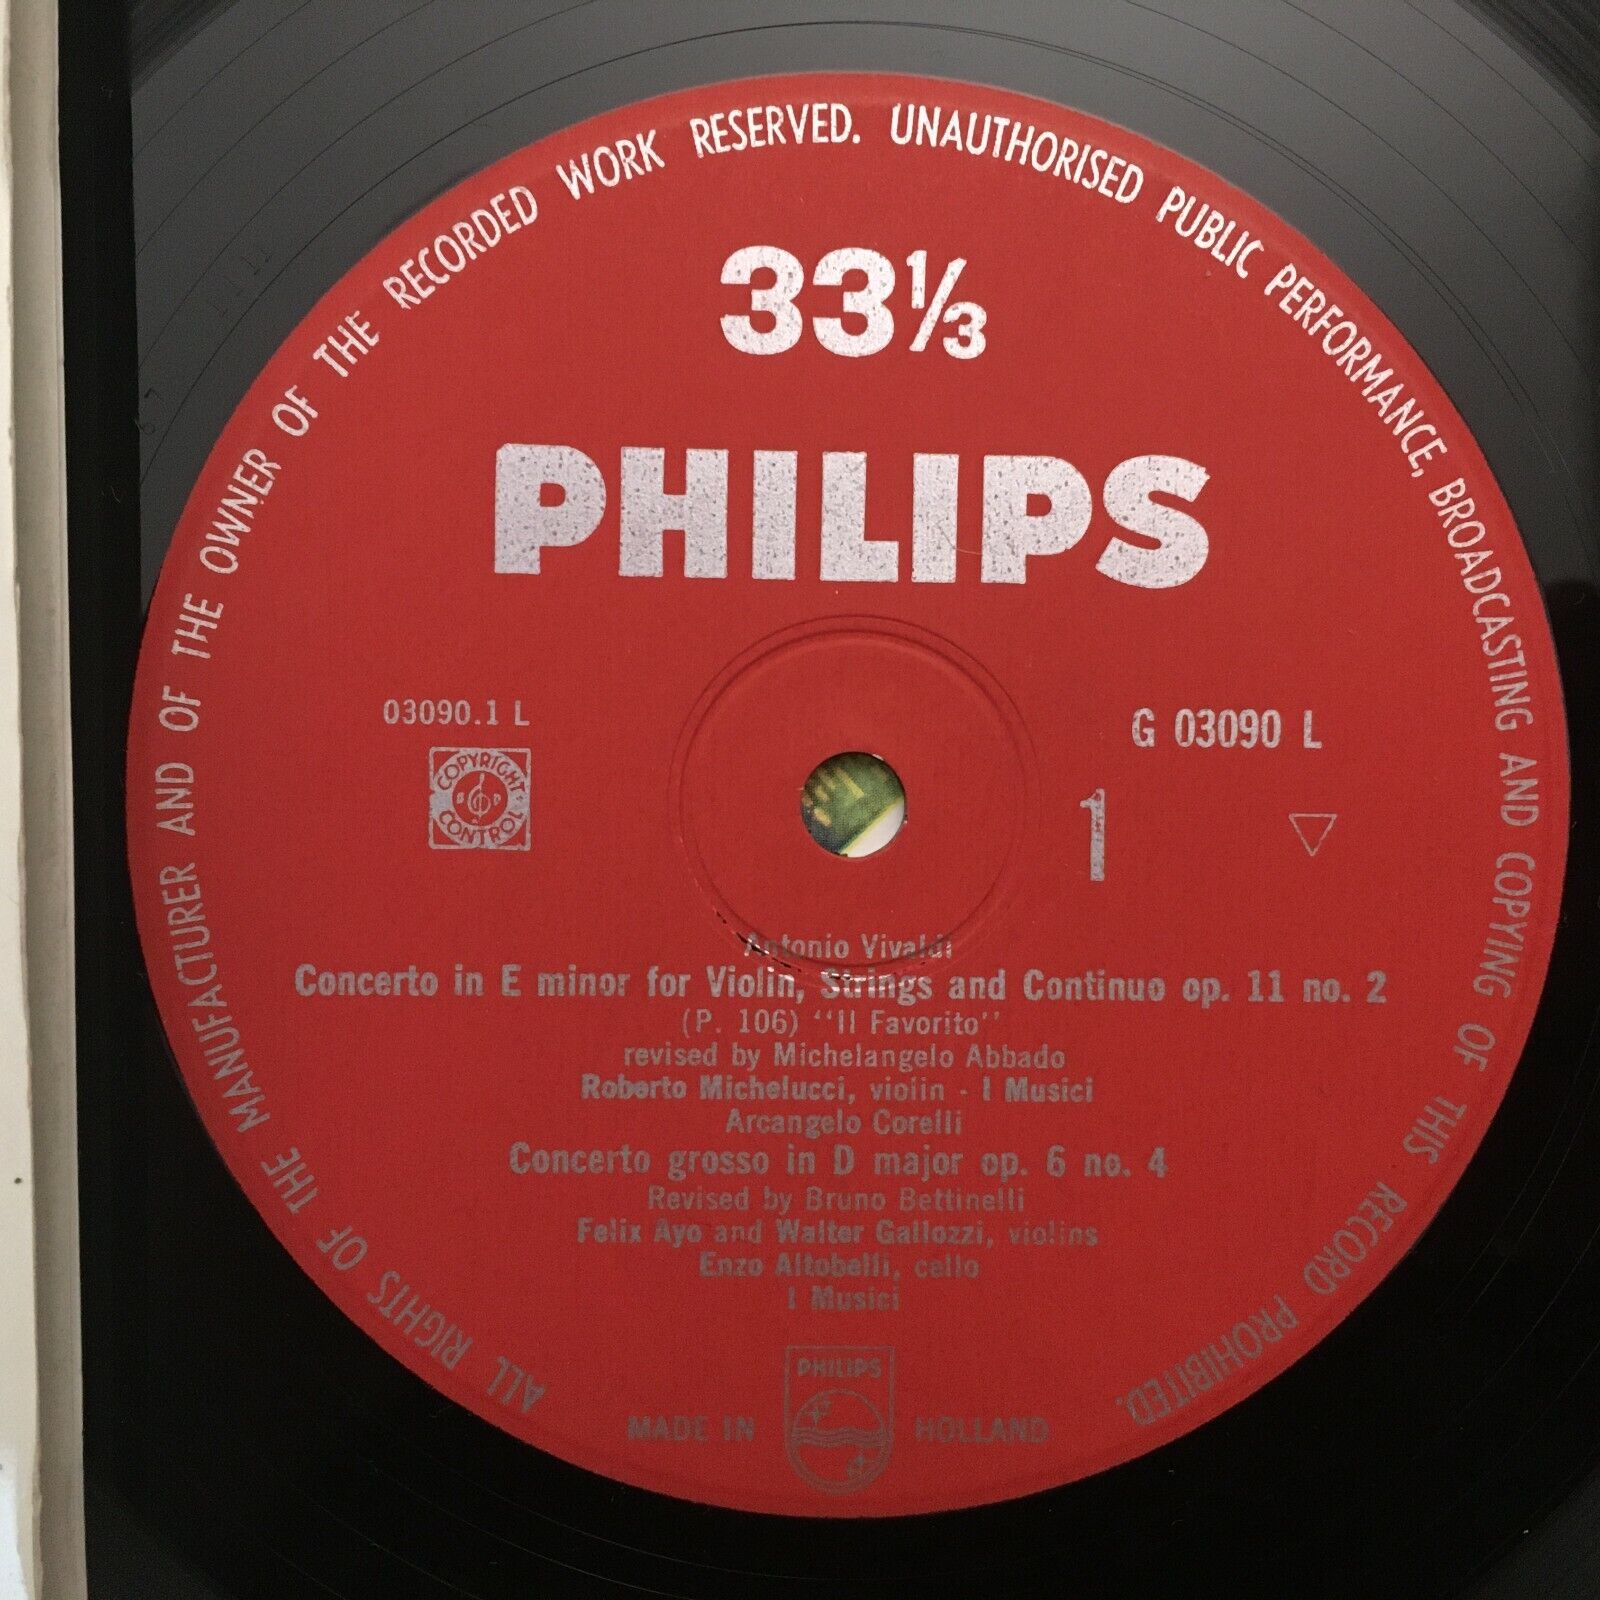 ALL RIGHTS OF THE MANUFACTURER AND OF THE OWNER OF THE RECORDED WORK RESERVED. UNAUTHORISED PUBLIC PERFORMANCE, BROADCASTING AND COPYING OF THIS RECORD PROHIBITED.
33⅓
PHILIPS
03090.1 L
G 03090 L
COPYRIGHT
CONTROL
1
Antonio Vivaldi
Concerto in E minor for Violin, Strings and Continuo op. 11 no. 2
(P. 106) "Il Favorito"
revised by Michelangelo Abbado
Roberto Michelucci, violin - I Musici
Arcangelo Corelli
Concerto grosso in D major op. 6 no. 4
Revised by Bruno Bettinelli
Felix Ayo and Walter Gallozzi, violins
Enzo Altobelli, cello
I Musici
PHILIPS
MADE IN HOLLAND